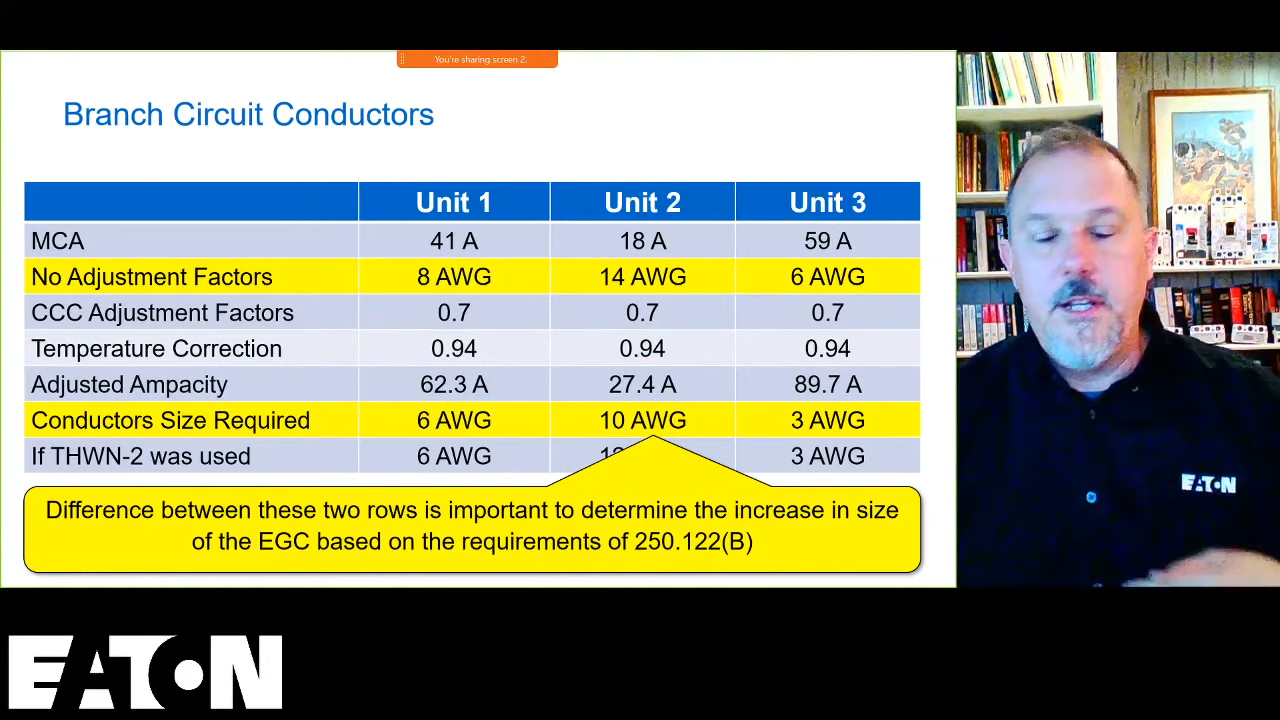 You're sharing screen 2.
Branch Circuit Conductors
Unit 1 Unit 2 Unit 3
MCA 41 A 18 A 59 A
No Adjustment Factors 8 AWG 14 AWG 6 AWG
CCC Adjustment Factors 0.7 0.7 0.7
Temperature Correction 0.94 0.94 0.94
Adjusted Ampacity 62.3 A 27.4 A 89.7 A
Conductors Size Required 6 AWG 10 AWG 3 AWG
If THWN-2 was used 6 AWG 3 AWG
Difference between these two rows is important to determine the increase in size
of the EGC based on the requirements of 250.122(B)
EATON
EATON